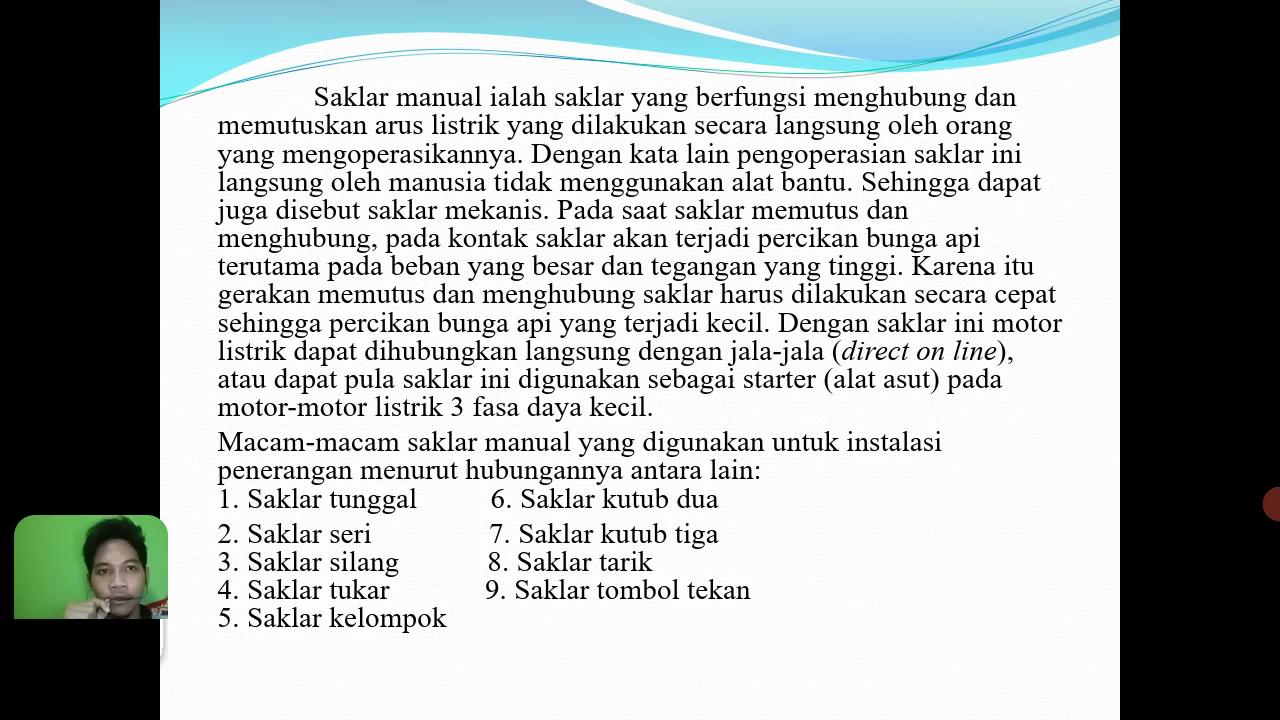 Saklar manual ialah saklar yang berfungsi menghubung dan
memutuskan arus listrik yang dilakukan secara langsung oleh orang
yang mengoperasikannya. Dengan kata lain pengoperasian saklar ini
langsung oleh manusia tidak menggunakan alat bantu. Sehingga dapat
juga disebut saklar mekanis. Pada saat saklar memutus dan
menghubung, pada kontak saklar akan terjadi percikan bunga api
terutama pada beban yang besar dan tegangan yang tinggi. Karena itu
gerakan memutus dan menghubung saklar harus dilakukan secara cepat
sehingga percikan bunga api yang terjadi kecil. Dengan saklar ini motor
listrik dapat dihubungkan langsung dengan jala-jala (direct on line),
atau dapat pula saklar ini digunakan sebagai starter (alat asut) pada
motor-motor listrik 3 fasa daya kecil.
Macam-macam saklar manual yang digunakan untuk instalasi
penerangan menurut hubungannya antara lain:
1. Saklar tunggal 6. Saklar kutub dua
2. Saklar seri 7. Saklar kutub tiga
3. Saklar silang 8. Saklar tarik
4. Saklar tukar 9. Saklar tombol tekan
5. Saklar kelompok